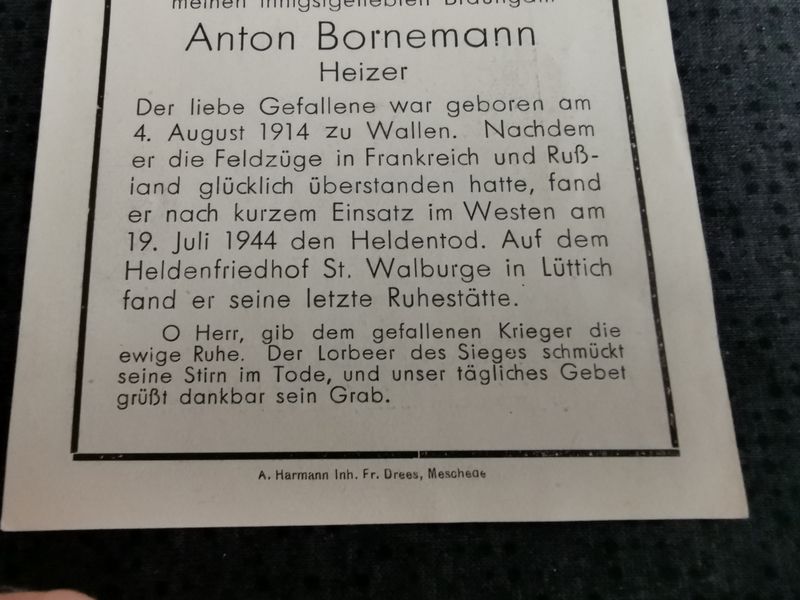 meinen innigstgeliebten Bräutigam
Anton Bornemann
Heizer
Der liebe Gefallene war geboren am
4. August 1914 zu Wallen. Nachdem
er die Feldzüge in Frankreich und Ruß-
land glücklich überstanden hatte, fand
er nach kurzem Einsatz im Westen am
19. Juli 1944 den Heldentod. Auf dem
Heldenfriedhof St. Walburge in Lüttich
fand er seine letzte Ruhestätte.
O Herr, gib dem gefallenen Krieger die
ewige Ruhe. Der Lorbeer des Sieges schmückt
seine Stirn im Tode, und unser tägliches Gebet
grüßt dankbar sein Grab.
A. Harmann Inh. Fr. Drees, Meschede